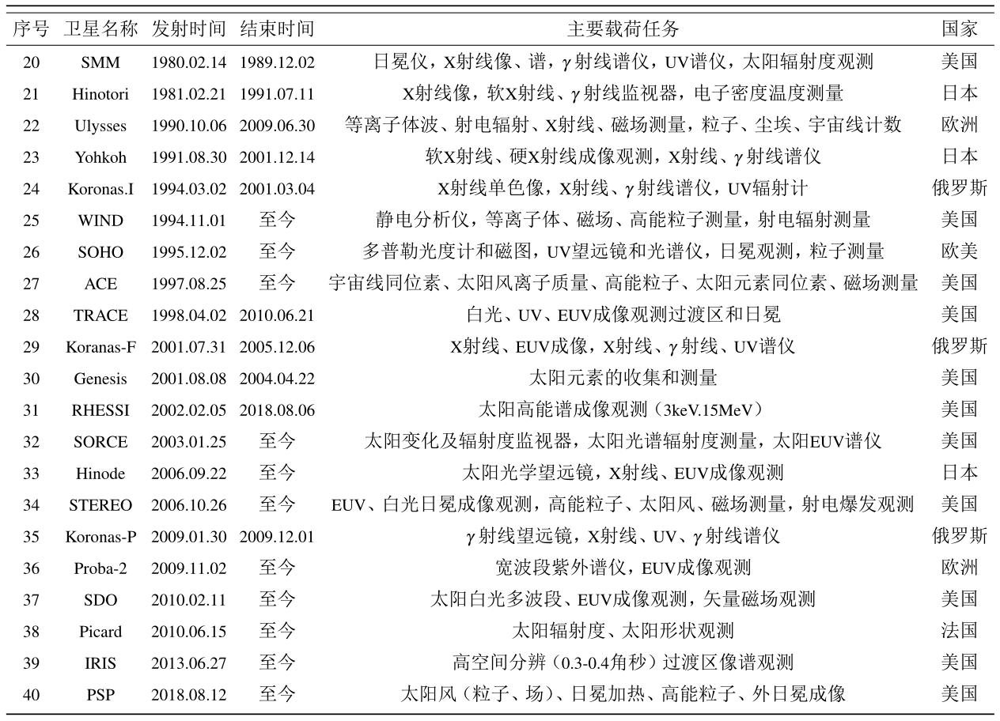 序号 卫星名称 发射时间 结束时间 主要载荷任务 国家
20 SMM 1980.02.14 1989.12.02 日冕仪，X射线像、谱，γ射线谱仪，UV谱仪，太阳辐射度观测 美国
21 Hinotori 1981.02.21 1991.07.11 X射线像，软X射线、γ射线监视器，电子密度温度测量 日本
22 Ulysses 1990.10.06 2009.06.30 等离子体波、射电辐射、X射线、磁场测量，粒子、尘埃、宇宙线计数 欧洲
23 Yohkoh 1991.08.30 2001.12.14 软X射线、硬X射线成像观测，X射线、γ射线谱仪 日本
24 Koronas.I 1994.03.02 2001.03.04 X射线单色像，X射线、γ射线谱仪，UV辐射计 俄罗斯
25 WIND 1994.11.01 至今 静电分析仪，等离子体、磁场、高能粒子测量，射电辐射测量 美国
26 SOHO 1995.12.02 至今 多普勒光度计和磁图，UV望远镜和光谱仪，日冕观测，粒子测量 欧美
27 ACE 1997.08.25 至今 宇宙线同位素、太阳风离子质量、高能粒子、太阳元素同位素、磁场测量 美国
28 TRACE 1998.04.02 2010.06.21 白光、UV、EUV成像观测过渡区和日冕 美国
29 Koranas-F 2001.07.31 2005.12.06 X射线、EUV成像，X射线、γ射线、UV谱仪 俄罗斯
30 Genesis 2001.08.08 2004.04.22 太阳元素的收集和测量 美国
31 RHESSI 2002.02.05 2018.08.06 太阳高能谱成像观测（3keV.15MeV） 美国
32 SORCE 2003.01.25 至今 太阳变化及辐射度监视器，太阳光谱辐射度测量，太阳EUV谱仪 美国
33 Hinode 2006.09.22 至今 太阳光学望远镜，X射线、EUV成像观测 日本
34 STEREO 2006.10.26 至今 EUV、白光日冕成像观测，高能粒子、太阳风、磁场测量，射电爆发观测 美国
35 Koronas-P 2009.01.30 2009.12.01 γ射线望远镜，X射线、UV、γ射线谱仪 俄罗斯
36 Proba-2 2009.11.02 至今 宽波段紫外谱仪，EUV成像观测 欧洲
37 SDO 2010.02.11 至今 太阳白光多波段、EUV成像观测，矢量磁场观测 美国
38 Picard 2010.06.15 至今 太阳辐射度、太阳形状观测 法国
39 IRIS 2013.06.27 至今 高空间分辨（0.3-0.4角秒）过渡区像谱观测 美国
40 PSP 2018.08.12 至今 太阳风（粒子、场）、日冕加热、高能粒子、外日冕成像 美国